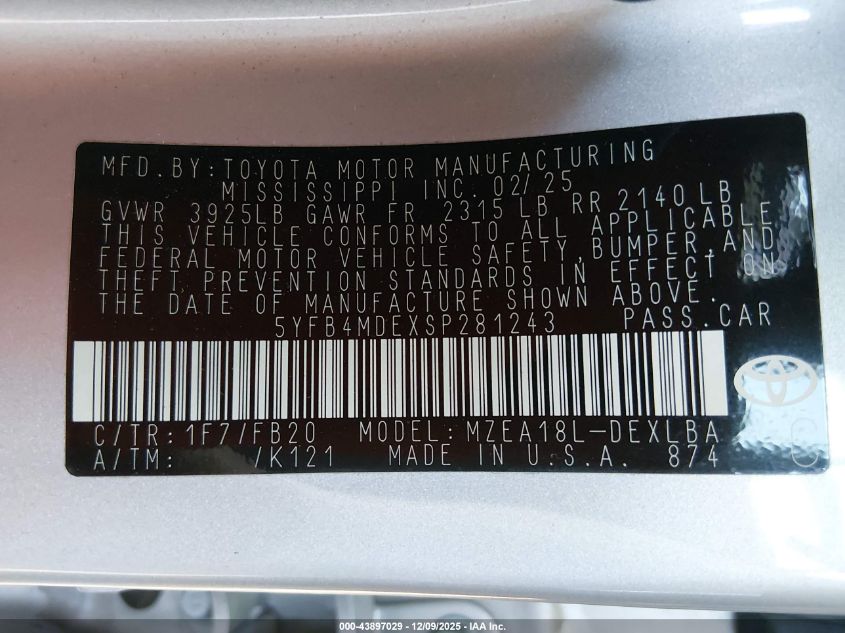 MFD.BY:TOYOTA MOTOR MANUFACTURING
MISSISSIPPI INC. 02/25
GVWR 3925LB GAWR FR 2315 LB RR 2140 LB
THIS VEHICLE CONFORMS TO ALL APPLICABLE
FEDERAL MOTOR VEHICLE SAFETY,BUMPER,AND
THEFT PREVENTION STANDARDS IN EFFECT ON
THE DATE OF MANUFACTURE SHOWN ABOVE.
5YFB4MDEXSP281243 PASS.CAR
C/TR:1F7/FB20 MODEL:MZEA18L-DEXLBA
A/TM: /K121 MADE IN U.S.A. 874
000-43897029 - 12/09/2025 - IAA Inc.